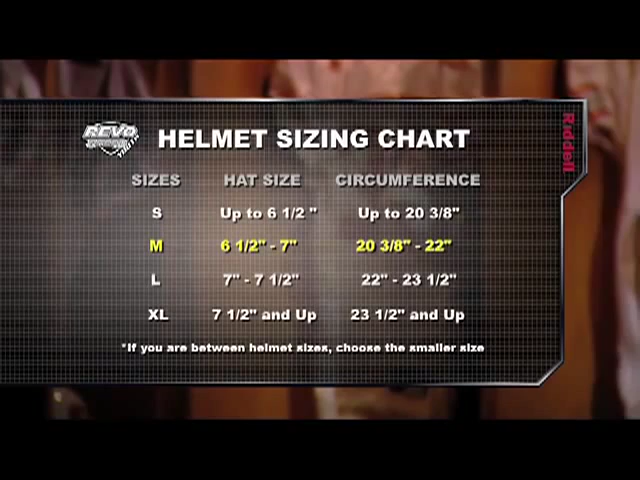 REVO
YOUTH
HELMET SIZING CHART
Riddell
SIZES HAT SIZE CIRCUMFERENCE
S Up to 6 1/2 " Up to 20 3/8"
M 6 1/2" - 7" 20 3/8" - 22"
L 7" - 7 1/2" 22" - 23 1/2"
XL 7 1/2" and Up 23 1/2" and Up
*If you are between helmet sizes, choose the smaller size